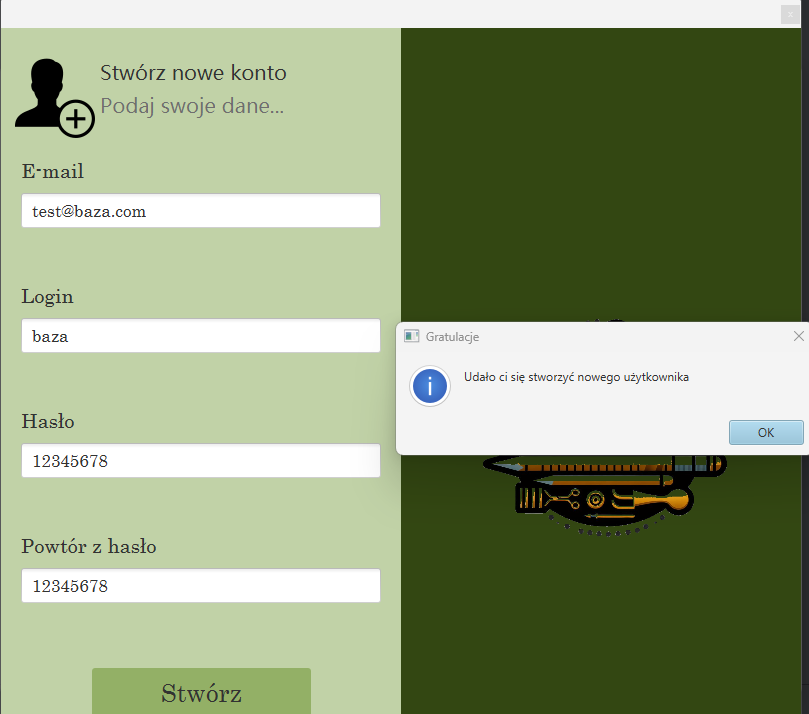 Stwórz nowe konto
Podaj swoje dane...
E-mail
test@baza.com
Login
baza
Hasło
12345678
Powtór z hasło
12345678
Stwórz
Gratulacje
Udało ci się stworzyć nowego użytkownika
OK